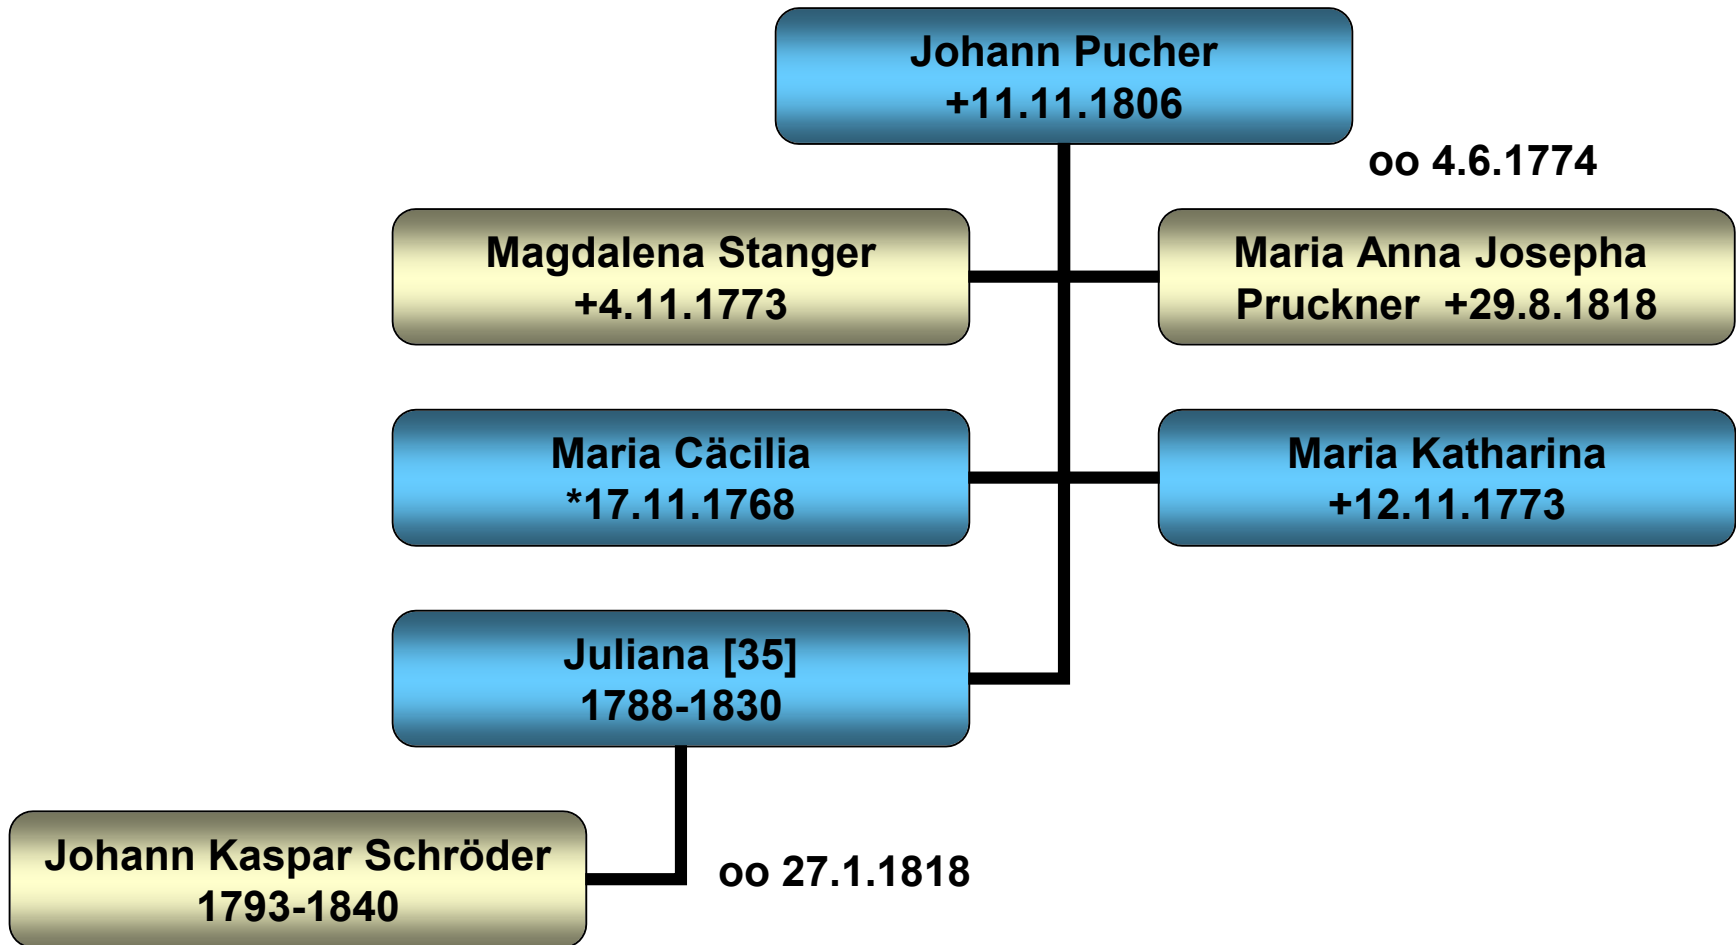 Johann Pucher
+11.11.1806
oo 4.6.1774
Magdalena Stanger
+4.11.1773
Maria Anna Josepha
Pruckner +29.8.1818
Maria Cäcilia
*17.11.1768
Maria Katharina
+12.11.1773
Juliana [35]
1788-1830
Johann Kaspar Schröder
1793-1840
oo 27.1.1818